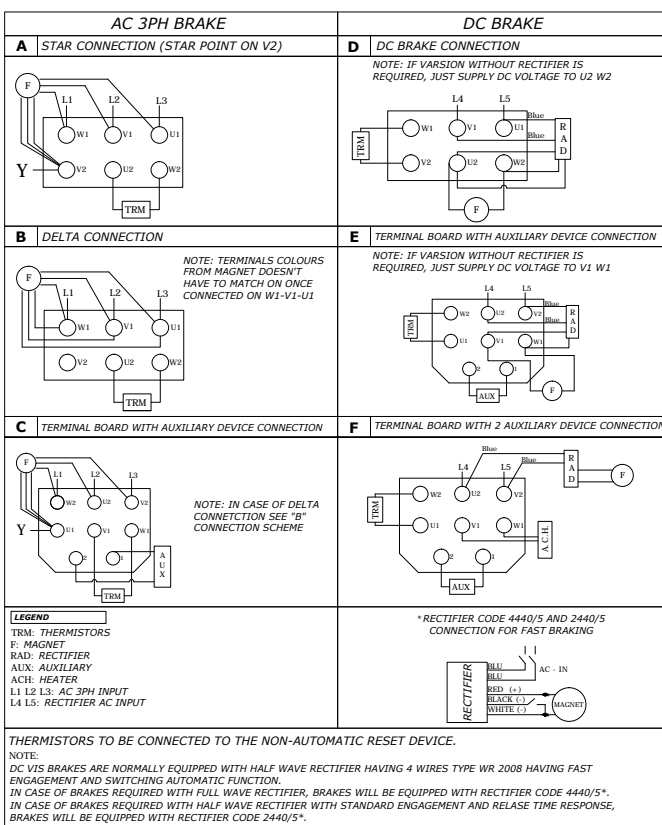 AC 3PH BRAKE
DC BRAKE
A STAR CONNECTION (STAR POINT ON V2)
F
L1 L2 L3
W1 V1 U1
Y
V2 U2 W2
TRM
D DC BRAKE CONNECTION
NOTE: IF VARSION WITHOUT RECTIFIER IS
REQUIRED, JUST SUPPLY DC VOLTAGE TO U2 W2
L4 L5
Blue
W1 V1 U1
Blue
TRM
RAD
V2 U2 W2
F
B DELTA CONNECTION
NOTE: TERMINALS COLOURS
FROM MAGNET DOESN'T
HAVE TO MATCH ON ONCE
CONNECTED ON W1-V1-U1
F
L1 L2 L3
W1 V1 U1
V2 U2 W2
TRM
E TERMINAL BOARD WITH AUXILIARY DEVICE CONNECTION
NOTE: IF VARSION WITHOUT RECTIFIER IS
REQUIRED, JUST SUPPLY DC VOLTAGE TO V1 W1
L4 L5
Blue
W2 U2 V2
Blue
TRM
RAD
U1 V1 W1
2 1
AUX
F
C TERMINAL BOARD WITH AUXILIARY DEVICE CONNECTION
F
L1 L2 L3
W2 U2 V2
NOTE: IN CASE OF DELTA
CONNETCTION SEE "B"
CONNECTION SCHEME
Y
U1 V1 W1
2 1
AUX
TRM
F TERMINAL BOARD WITH 2 AUXILIARY DEVICE CONNECTION
Blue
L4 L5
Blue
RAD
F
W2 U2 V2
TRM
U1 V1 W1
A.C.H.
2 1
AUX
LEGEND
TRM: THERMISTORS
F: MAGNET
RAD: RECTIFIER
AUX: AUXILIARY
ACH: HEATER
L1 L2 L3: AC 3PH INPUT
L4 L5: RECTIFIER AC INPUT
*RECTIFIER CODE 4440/5 AND 2440/5
CONNECTION FOR FAST BRAKING
RECTIFIER
BLU
BLU
AC - IN
RED (+)
BLACK (-)
WHITE (-)
MAGNET
THERMISTORS TO BE CONNECTED TO THE NON-AUTOMATIC RESET DEVICE.
NOTE:
DC VIS BRAKES ARE NORMALLY EQUIPPED WITH HALF WAVE RECTIFIER HAVING 4 WIRES TYPE WR 2008 HAVING FAST
ENGAGEMENT AND SWITCHING AUTOMATIC FUNCTION.
IN CASE OF BRAKES REQUIRED WITH FULL WAVE RECTIFIER, BRAKES WILL BE EQUIPPED WITH RECTIFIER CODE 4440/5*.
IN CASE OF BRAKES REQUIRED WITH HALF WAVE RECTIFIER WITH STANDARD ENGAGEMENT AND RELASE TIME RESPONSE,
BRAKES WILL BE EQUIPPED WITH RECTIFIER CODE 2440/5*.